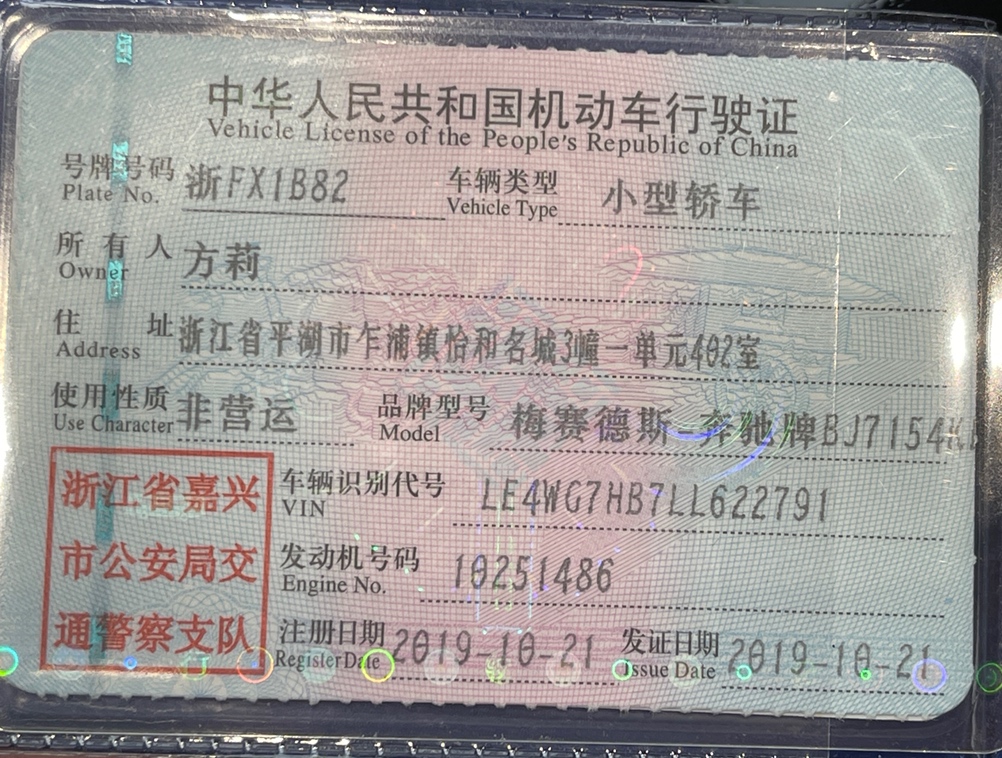 中华人民共和国机动车行驶证
Vehicle License of the People's Republic of China
号牌号码 浙FX1B82 车辆类型 小型轿车
Plate No. Vehicle Type
所有人 方莉
Owner
住址 浙江省平湖市乍浦镇怡和名城3幢一单元402室
Address
使用性质 非营运 品牌型号 梅赛德斯-奔驰牌BJ7154
Use Character Model
浙江省嘉兴
市公安局交
通警察支队
车辆识别代号 LE4WG7HB7LL622791
VIN
发动机号码 10251486
Engine No.
注册日期 2019-10-21 发证日期 2019-10-21
Register Date Issue Date